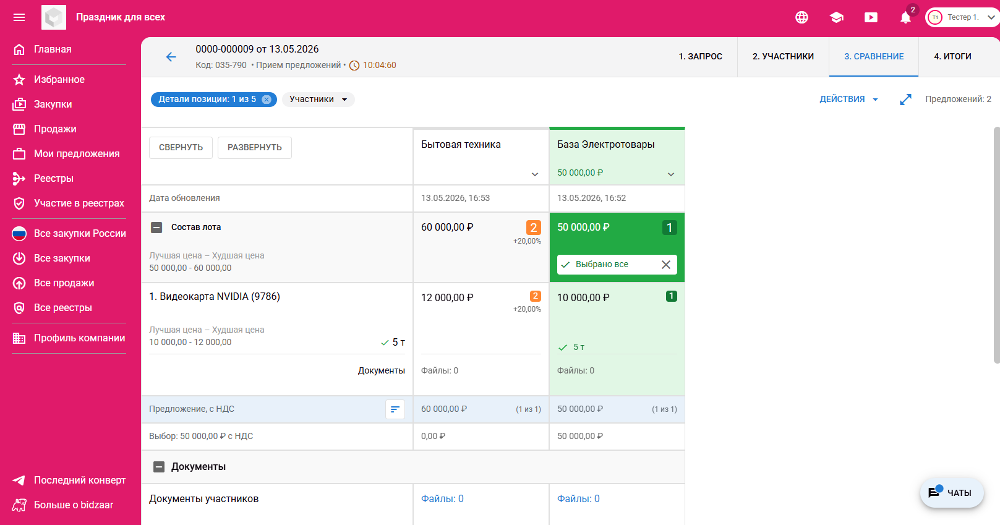 Праздник для всех
2
T1
Тестер 1.
Главная
Избранное
Закупки
Продажи
Мои предложения
Реестры
Участие в реестрах
Все закупки России
Все закупки
Все продажи
Все реестры
Профиль компании
Последний конверт
Больше о bidzaar
0000-000009 от 13.05.2026
Код: 035-790 • Прием предложений • 10:04:60
1. ЗАПРОС
2. УЧАСТНИКИ
3. СРАВНЕНИЕ
4. ИТОГИ
Детали позиции: 1 из 5
Участники
ДЕЙСТВИЯ
Предложений: 2
СВЕРНУТЬ
РАЗВЕРНУТЬ
Бытовая техника
База Электротовары
50 000,00 ₽
Дата обновления
13.05.2026, 16:53
13.05.2026, 16:52
Состав лота
Лучшая цена – Худшая цена
50 000,00 - 60 000,00
60 000,00 ₽
2
+20,00%
50 000,00 ₽
1
Выбрано все
1. Видеокарта NVIDIA (9786)
Лучшая цена – Худшая цена
10 000,00 - 12 000,00
5 т
Документы
12 000,00 ₽
2
+20,00%
Файлы: 0
10 000,00 ₽
1
5 т
Файлы: 0
Предложение, с НДС
60 000,00 ₽
(1 из 1)
50 000,00 ₽
(1 из 1)
Выбор: 50 000,00 ₽ с НДС
0,00 ₽
50 000,00 ₽
Документы
Документы участников
Файлы: 0
Файлы: 0
ЧАТЫ